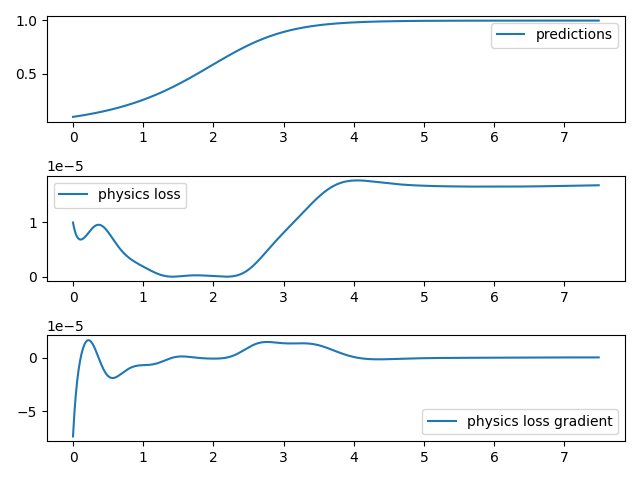 1.0
predictions
0.5
0 1 2 3 4 5 6 7
1e−5
physics loss
1
0
0 1 2 3 4 5 6 7
1e−5
0
−5
physics loss gradient
0 1 2 3 4 5 6 7